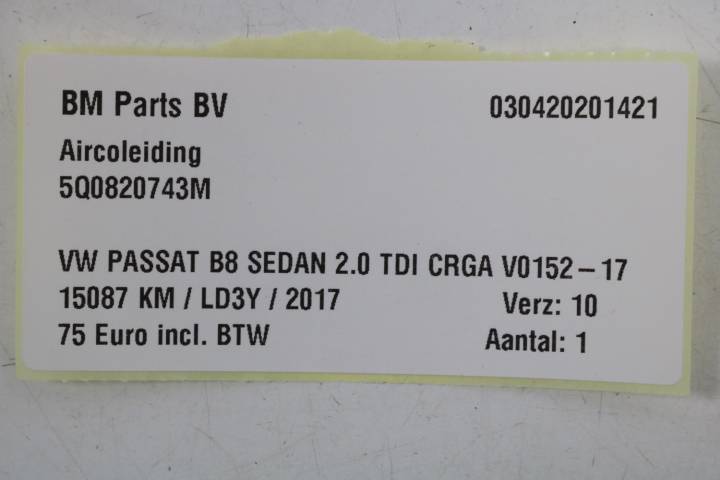 BM Parts BV 030420201421
Aircoleiding
5Q0820743M
VW PASSAT B8 SEDAN 2.0 TDI CRGA V0152-17
15087 KM / LD3Y / 2017 Verz: 10
75 Euro incl. BTW Aantal: 1